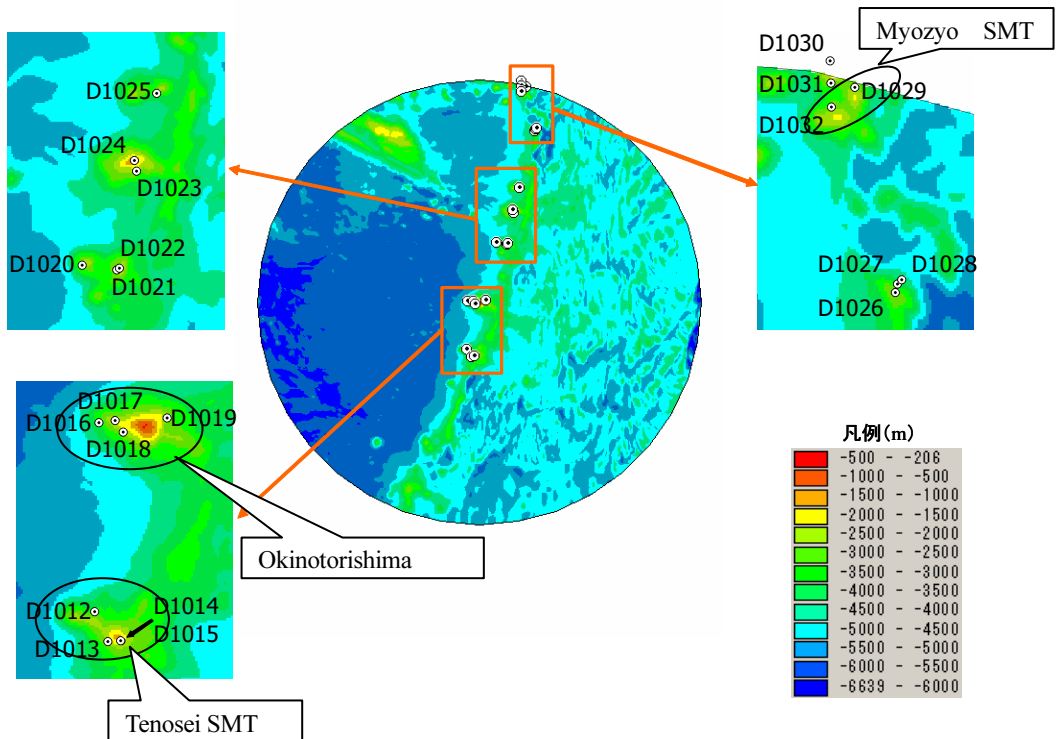 Myozyo SMT
D1030
D1031
D1029
D1032
D1027
D1028
D1026
D1025
D1024
D1023
D1022
D1020
D1021
D1017
D1016
D1019
D1018
Okinotorishima
D1012
D1014
D1013
D1015
Tenosei SMT
凡例(m)
-500 - -206
-1000 - -500
-1500 - -1000
-2000 - -1500
-2500 - -2000
-3000 - -2500
-3500 - -3000
-4000 - -3500
-4500 - -4000
-5000 - -4500
-5500 - -5000
-6000 - -5500
-6639 - -6000